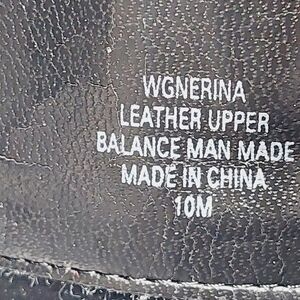 WGNERINA
LEATHER UPPER
BALANCE MAN MADE
MADE IN CHINA
10M